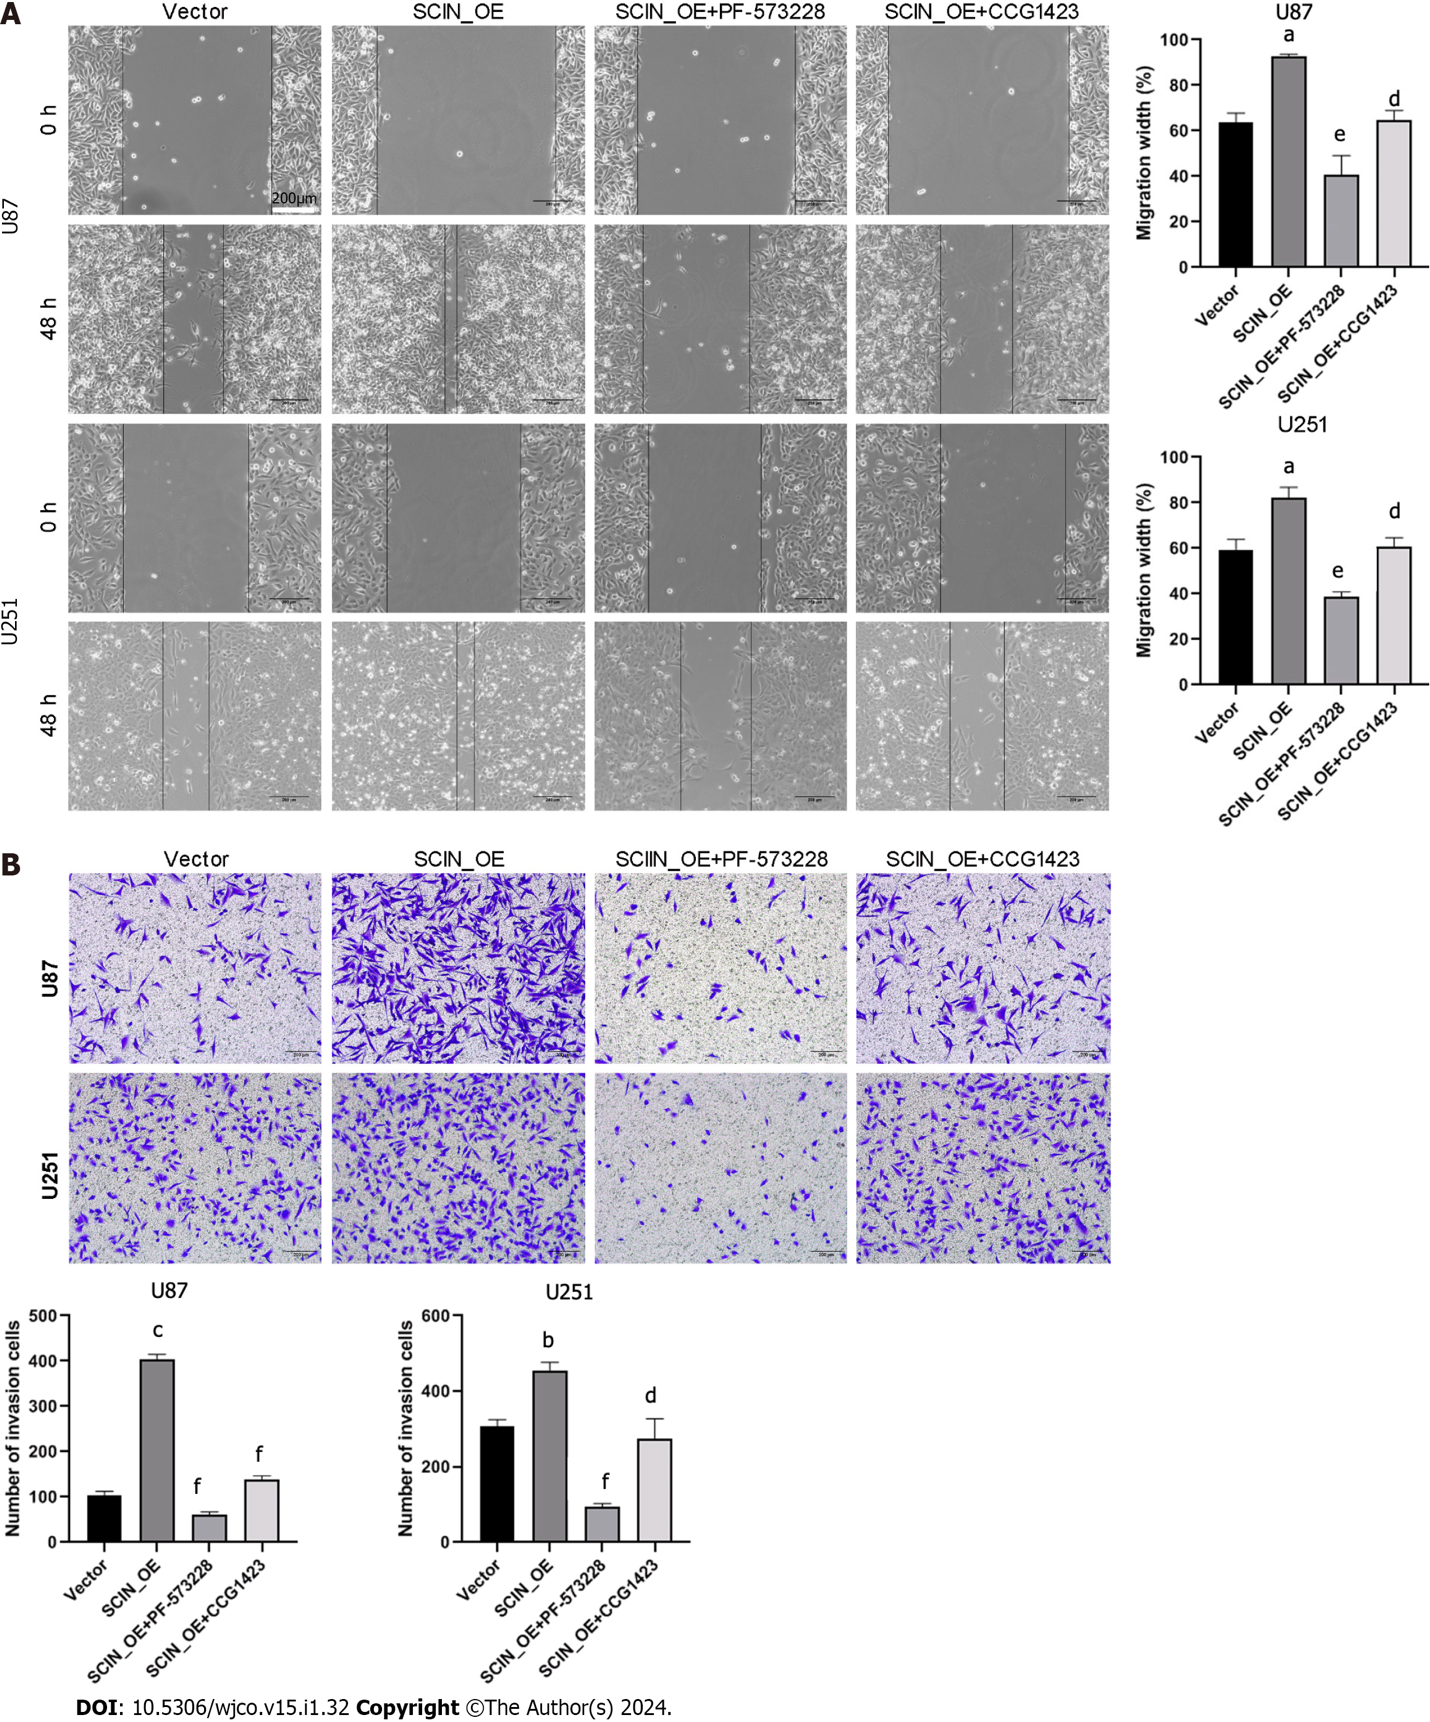 A
Vector
SCIN_OE
SCIN_OE+PF-573228
SCIN_OE+CCG1423
U87
0 h
200µm
48 h
U251
0 h
48 h
U87
a
e
d
Migration width (%)
100
80
60
40
20
0
Vector
SCIN_OE
SCIN_OE+PF-573228
SCIN_OE+CCG1423
U251
a
e
d
Migration width (%)
100
80
60
40
20
0
Vector
SCIN_OE
SCIN_OE+PF-573228
SCIN_OE+CCG1423
B
Vector
SCIN_OE
SCIIN_OE+PF-573228
SCIN_OE+CCG1423
U87
U251
U87
c
f
f
Number of invasion cells
500
400
300
200
100
0
Vector
SCIN_OE
SCIN_OE+PF-573228
SCIN_OE+CCG1423
U251
b
f
d
Number of invasion cells
600
400
200
0
Vector
SCIN_OE
SCIN_OE+PF-573228
SCIN_OE+CCG1423
DOI: 10.5306/wjco.v15.i1.32 Copyright ©The Author(s) 2024.